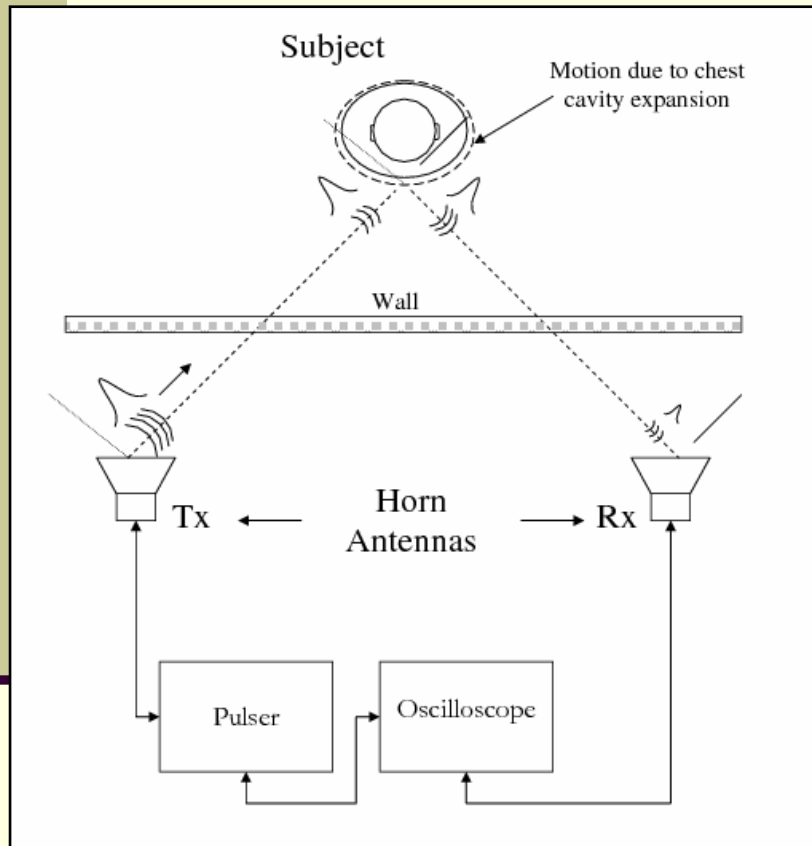 Subject
Motion due to chest
cavity expansion
Wall
Tx
Horn
Antennas
Rx
Pulser
Oscilloscope